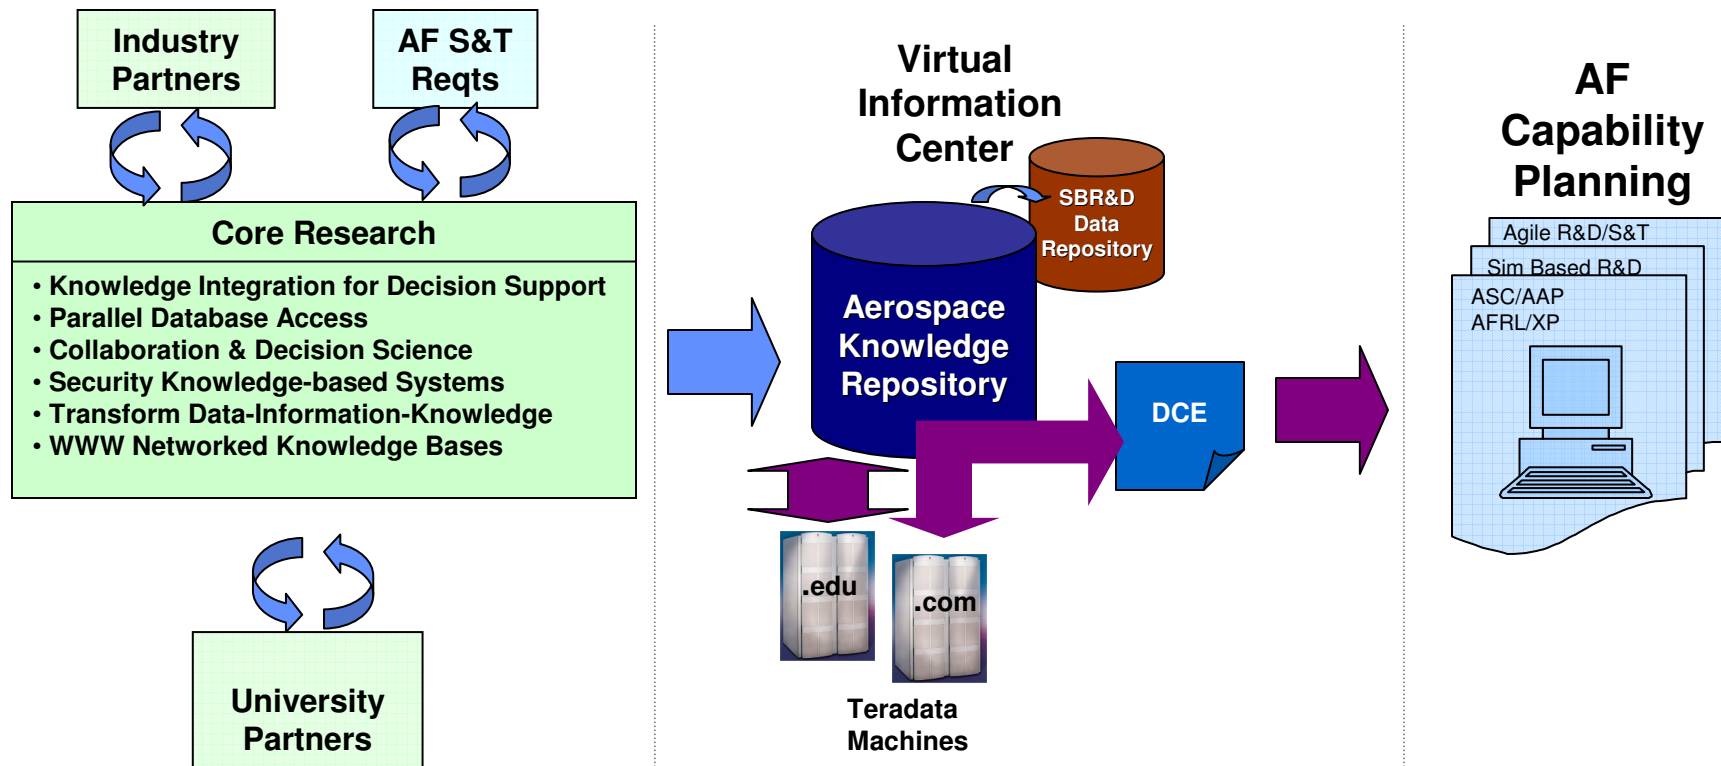 Industry
Partners
AF S&T
Reqts
Core Research
• Knowledge Integration for Decision Support
• Parallel Database Access
• Collaboration & Decision Science
• Security Knowledge-based Systems
• Transform Data-Information-Knowledge
• WWW Networked Knowledge Bases
University
Partners
Virtual
Information
Center
SBR&D
Data
Repository
Aerospace
Knowledge
Repository
DCE
.edu
.com
Teradata
Machines
AF
Capability
Planning
Agile R&D/S&T
Sim Based R&D
ASC/AAP
AFRL/XP